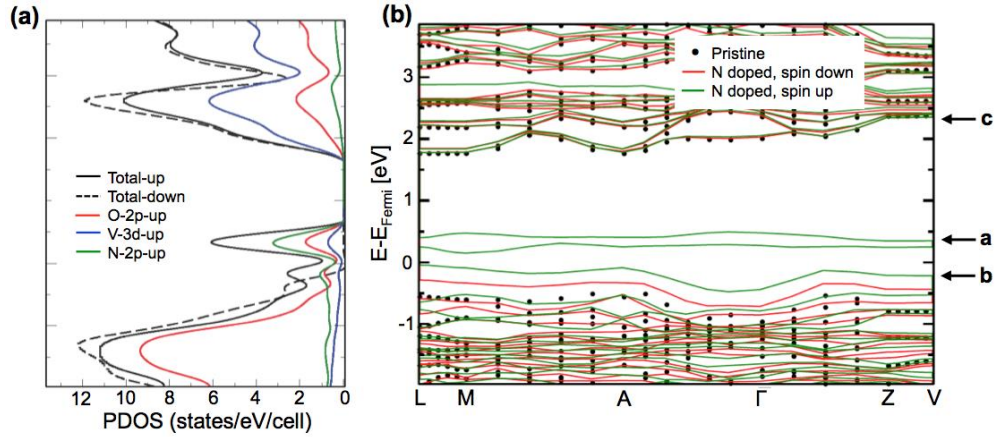 (a)
Total-up
Total-down
O-2p-up
V-3d-up
N-2p-up
12 10 8 6 4 2 0
PDOS (states/eV/cell)
(b)
Pristine
N doped, spin down
N doped, spin up
E-E_Fermi [eV]
3
2
1
0
-1
L M A Γ Z V
c
a
b